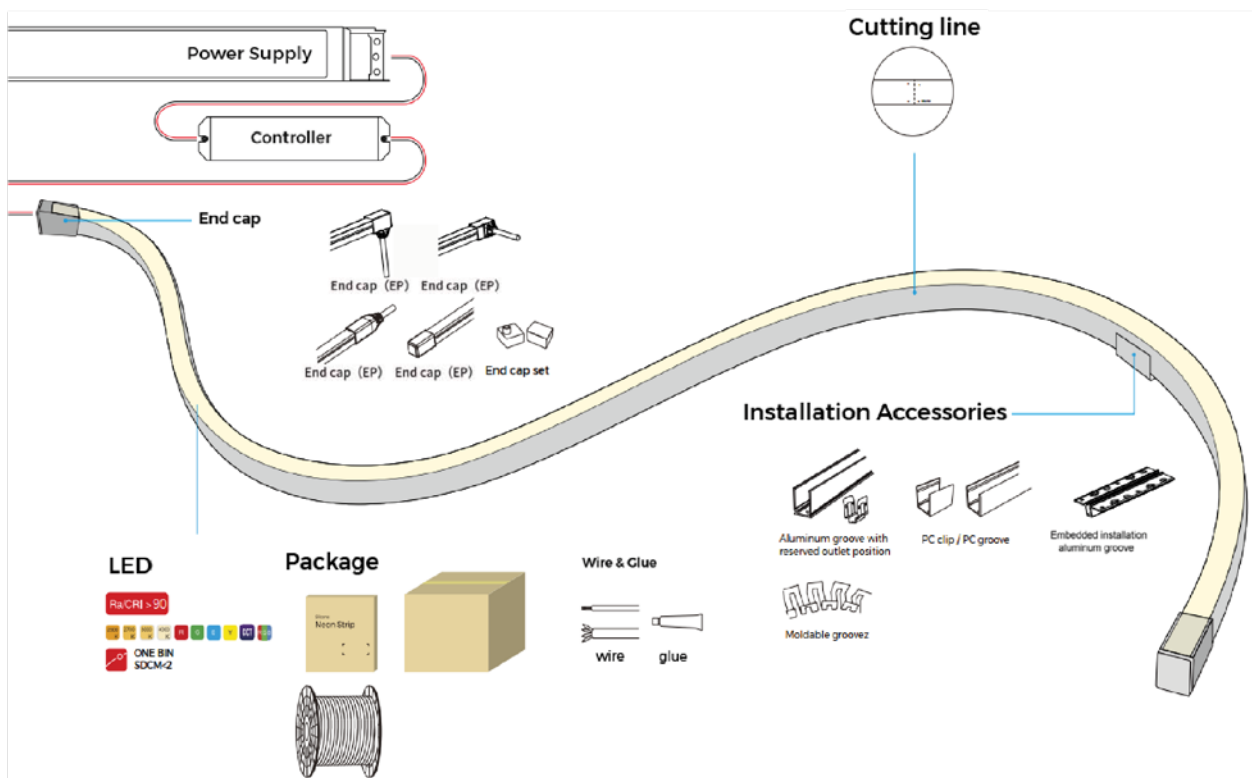 Cutting line
Power Supply
Controller
End cap
End cap (EP)
End cap (EP)
End cap (EP)
End cap (EP)
End cap set
Installation Accessories
Aluminum groove with
reserved outlet position
PC clip / PC groove
Embedded installation
aluminum groove
Moldable groovez
LED
Ra/CRI > 90
R
G
B
Y
CCT
ONE BIN
SDCM<2
Package
Neon Strip
Wire & Glue
wire
glue